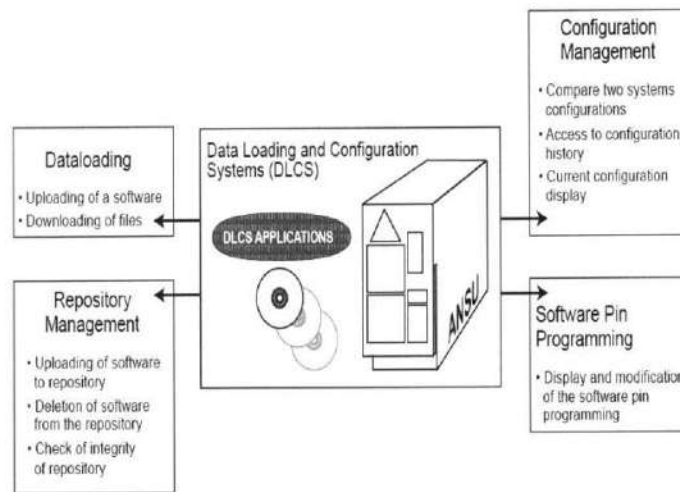 Configuration
Management
• Compare two systems
configurations
• Access to configuration
history
• Current configuration
display
Dataloading
• Uploading of a software
• Downloading of files
Data Loading and Configuration
Systems (DLCS)
DLCS APPLICATIONS
ANSU
Repository
Management
• Uploading of software
to repository
• Deletion of software
from the repository
• Check of integrity
of repository
Software Pin
Programming
• Display and modification
of the software pin
programming